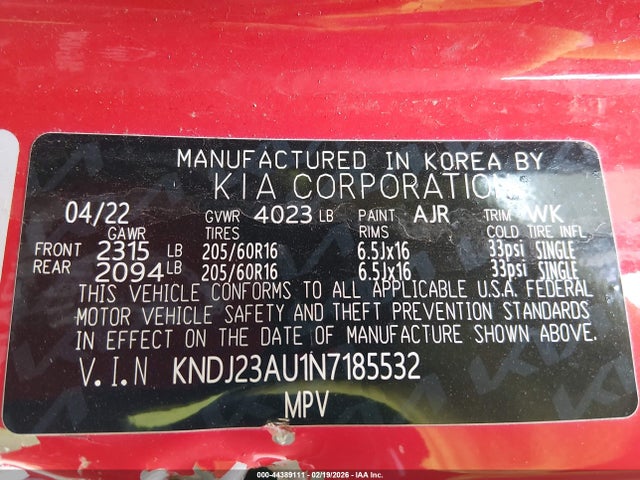 MANUFACTURED IN KOREA BY
KIA CORPORATION
04/22 GVWR 4023 LB PAINT AJR TRIM WK
GAWR TIRES RIMS COLD TIRE INFL
FRONT 2315 LB 205/60R16 6.5Jx16 33psi SINGLE
REAR 2094 LB 205/60R16 6.5Jx16 33psi SINGLE
THIS VEHICLE CONFORMS TO ALL APPLICABLE U.S.A. FEDERAL
MOTOR VEHICLE SAFETY AND THEFT PREVENTION STANDARDS
IN EFFECT ON THE DATE OF MANUFACTURE SHOWN ABOVE.
V.I.N KNDJ23AU1N7185532
MPV
000-44389111 - 02/19/2026 - IAA Inc.